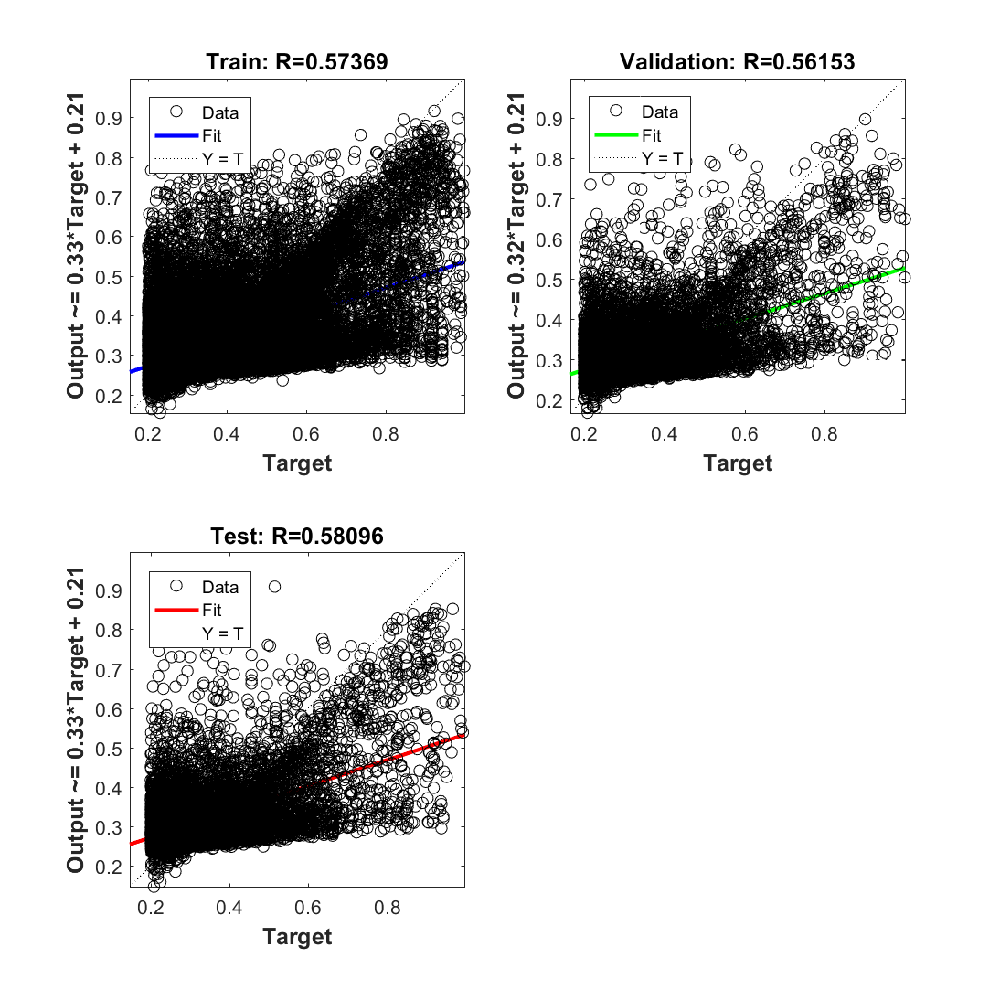 Train: R=0.57369
Output ~= 0.33*Target + 0.21
0.9
0.8
0.7
0.6
0.5
0.4
0.3
0.2
Data
Fit
Y = T
0.2 0.4 0.6 0.8
Target
Validation: R=0.56153
Output ~= 0.32*Target + 0.21
0.9
0.8
0.7
0.6
0.5
0.4
0.3
0.2
Data
Fit
Y = T
0.2 0.4 0.6 0.8
Target
Test: R=0.58096
Output ~= 0.33*Target + 0.21
0.9
0.8
0.7
0.6
0.5
0.4
0.3
0.2
Data
Fit
Y = T
0.2 0.4 0.6 0.8
Target